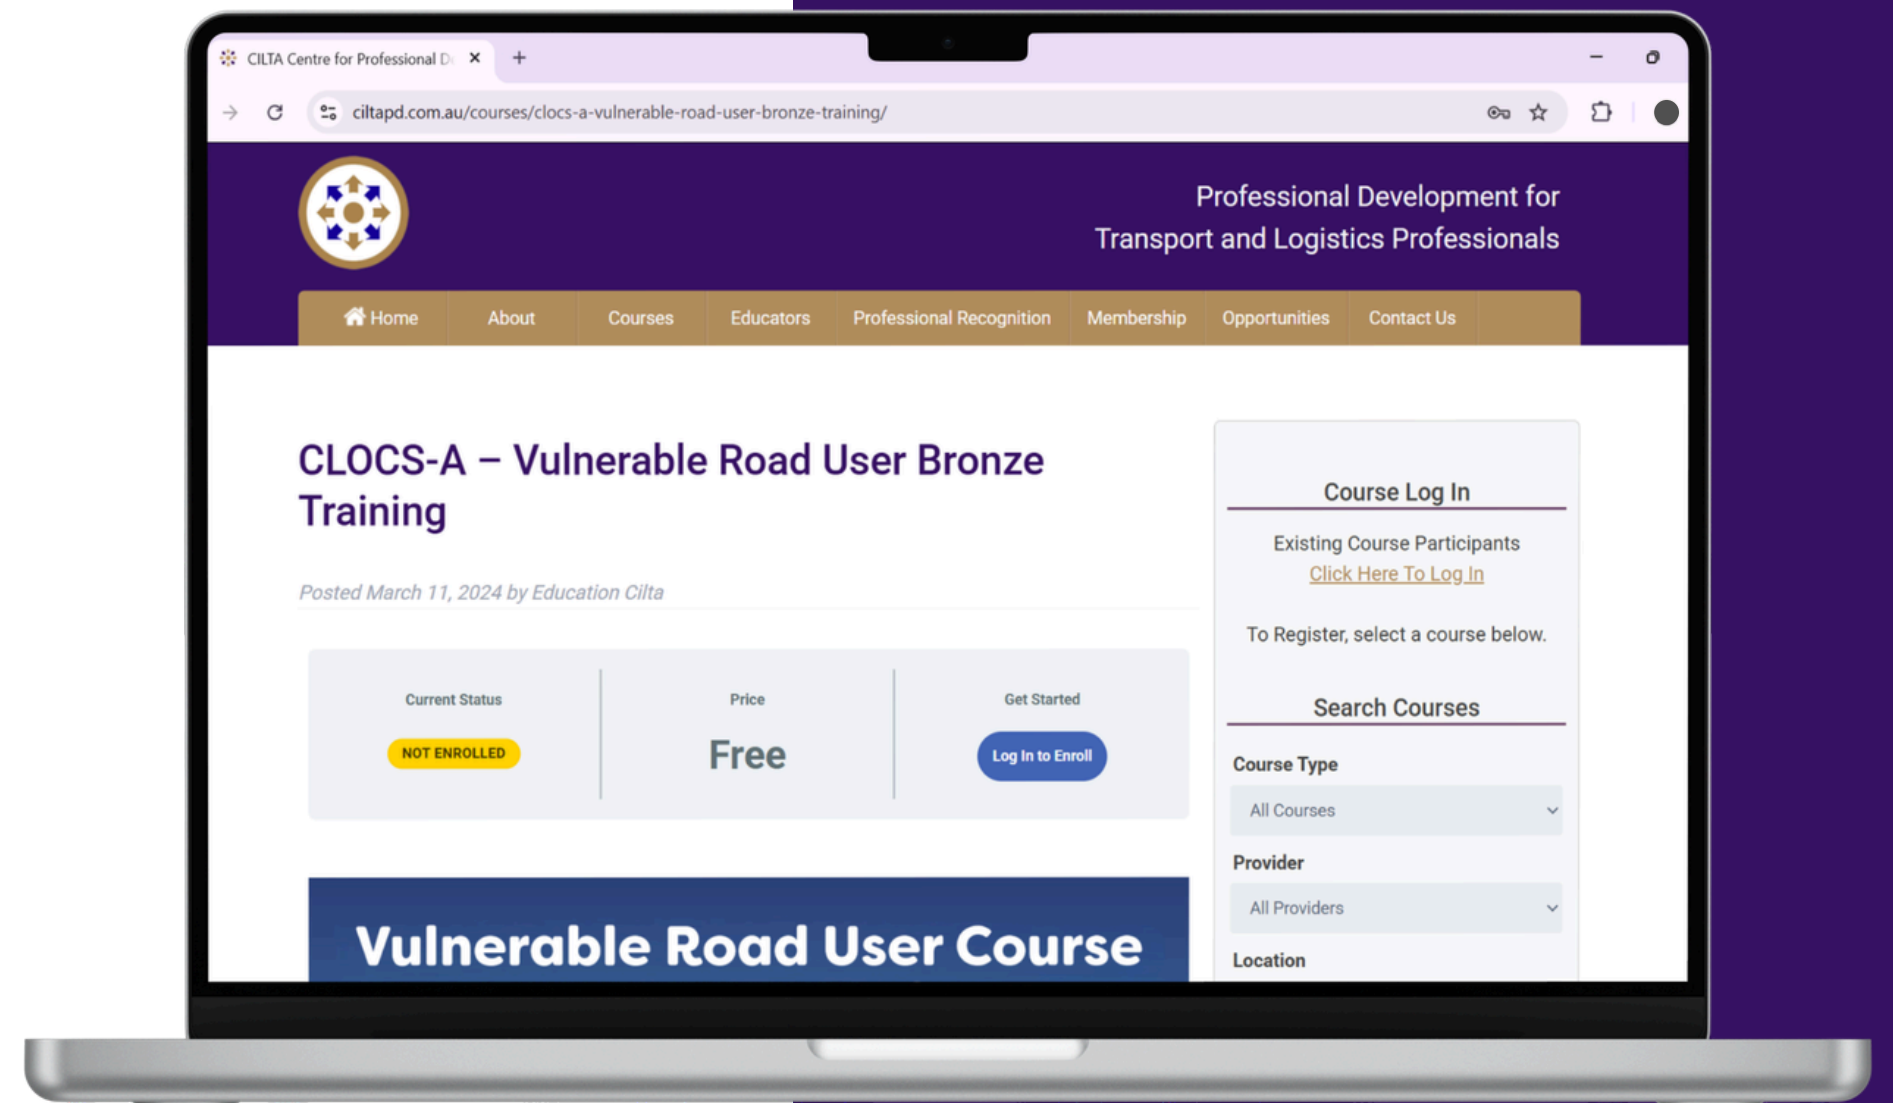 CILTA Centre for Professional D
ciltapd.com.au/courses/clocs-a-vulnerable-road-user-bronze-training/
Professional Development for
Transport and Logistics Professionals
Home About Courses Educators Professional Recognition Membership Opportunities Contact Us
CLOCS-A – Vulnerable Road User Bronze
Training
Posted March 11, 2024 by Education Cilta
Current Status Price Get Started
NOT ENROLLED Free Log In to Enroll
Vulnerable Road User Course
Course Log In
Existing Course Participants
Click Here To Log In
To Register, select a course below.
Search Courses
Course Type
All Courses
Provider
All Providers
Location